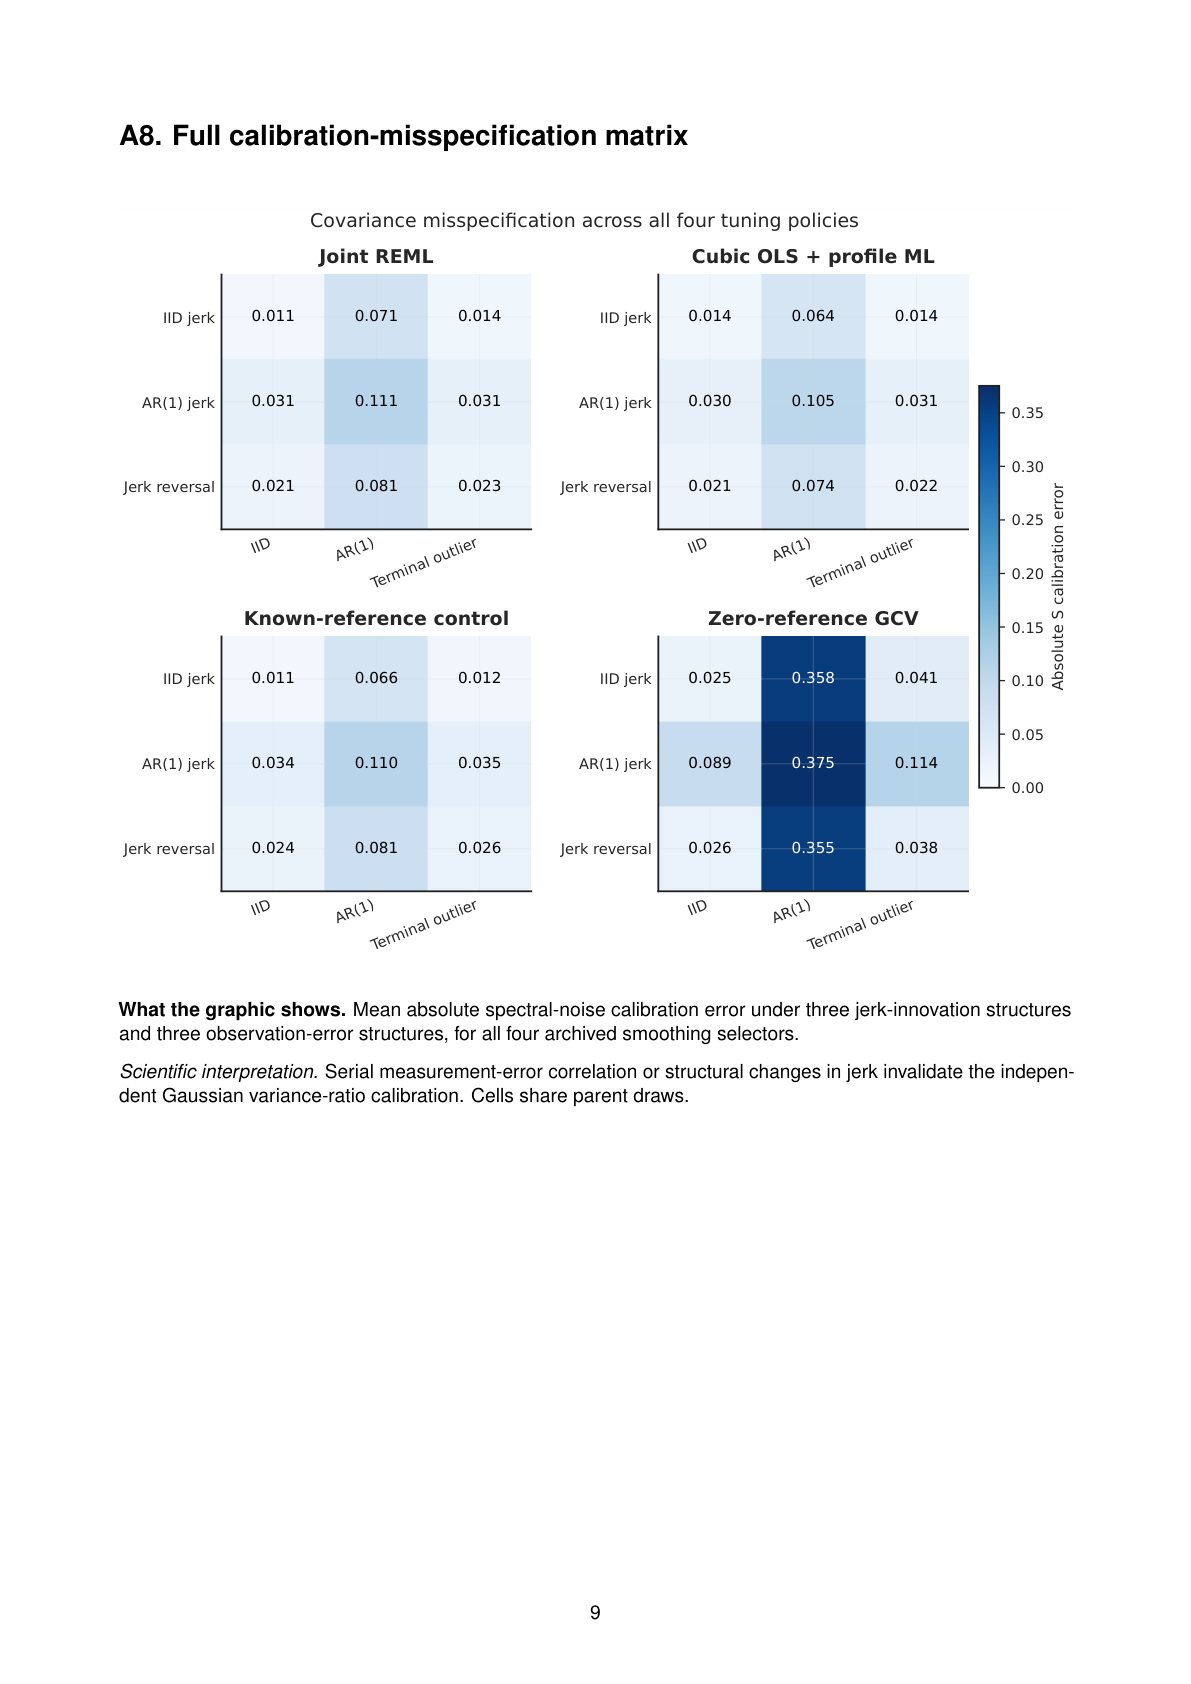 A8. Full calibration-misspecification matrix
Covariance misspecification across all four tuning policies
Joint REML
IID jerk 0.011 0.071 0.014
AR(1) jerk 0.031 0.111 0.031
Jerk reversal 0.021 0.081 0.023
IID AR(1) Terminal outlier
Cubic OLS + profile ML
IID jerk 0.014 0.064 0.014
AR(1) jerk 0.030 0.105 0.031
Jerk reversal 0.021 0.074 0.022
IID AR(1) Terminal outlier
Known-reference control
IID jerk 0.011 0.066 0.012
AR(1) jerk 0.034 0.110 0.035
Jerk reversal 0.024 0.081 0.026
IID AR(1) Terminal outlier
Zero-reference GCV
IID jerk 0.025 0.358 0.041
AR(1) jerk 0.089 0.375 0.114
Jerk reversal 0.026 0.355 0.038
IID AR(1) Terminal outlier
0.35
0.30
0.25
0.20
0.15
0.10
0.05
0.00
Absolute S calibration error
What the graphic shows. Mean absolute spectral-noise calibration error under three jerk-innovation structures
and three observation-error structures, for all four archived smoothing selectors.
Scientific interpretation. Serial measurement-error correlation or structural changes in jerk invalidate the indepen-
dent Gaussian variance-ratio calibration. Cells share parent draws.
9